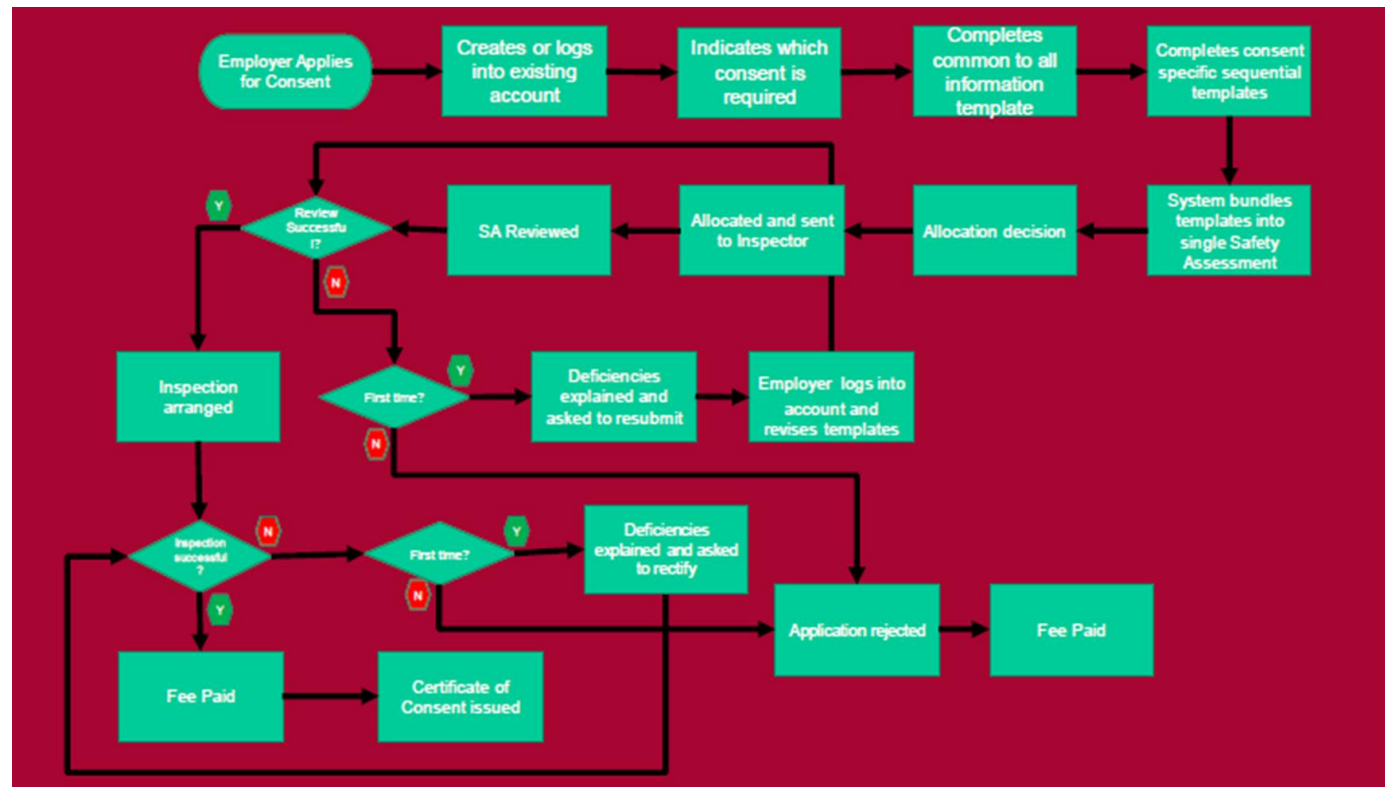 Employer Applies
for Consent
Creates or logs
into existing
account
Indicates which
consent is
required
Completes
common to all
information
template
Completes consent
specific sequential
templates
Y
Review
Successfu
l?
SA Reviewed
Allocated and sent
to Inspector
Allocation decision
System bundles
templates into
single Safety
Assessment
N
Inspection
arranged
First time?
Y
Deficiencies
explained and
asked to resubmit
Employer logs into
account and
revises templates
N
Inspection
successful
?
N
First time?
Y
Deficiencies
explained and asked
to rectify
Y
N
Application rejected
Fee Paid
Fee Paid
Certificate of
Consent issued